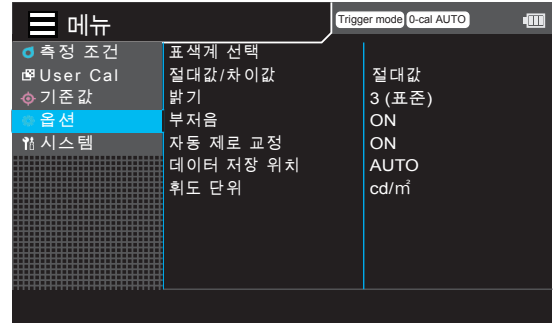 메뉴
Trigger mode 0-cal AUTO
측정 조건
User Cal
기준값
옵션
시스템
표색계 선택
절대값/차이값 절대값
밝기 3 (표준)
부저음 ON
자동 제로 교정 ON
데이터 저장 위치 AUTO
휘도 단위 cd/㎡